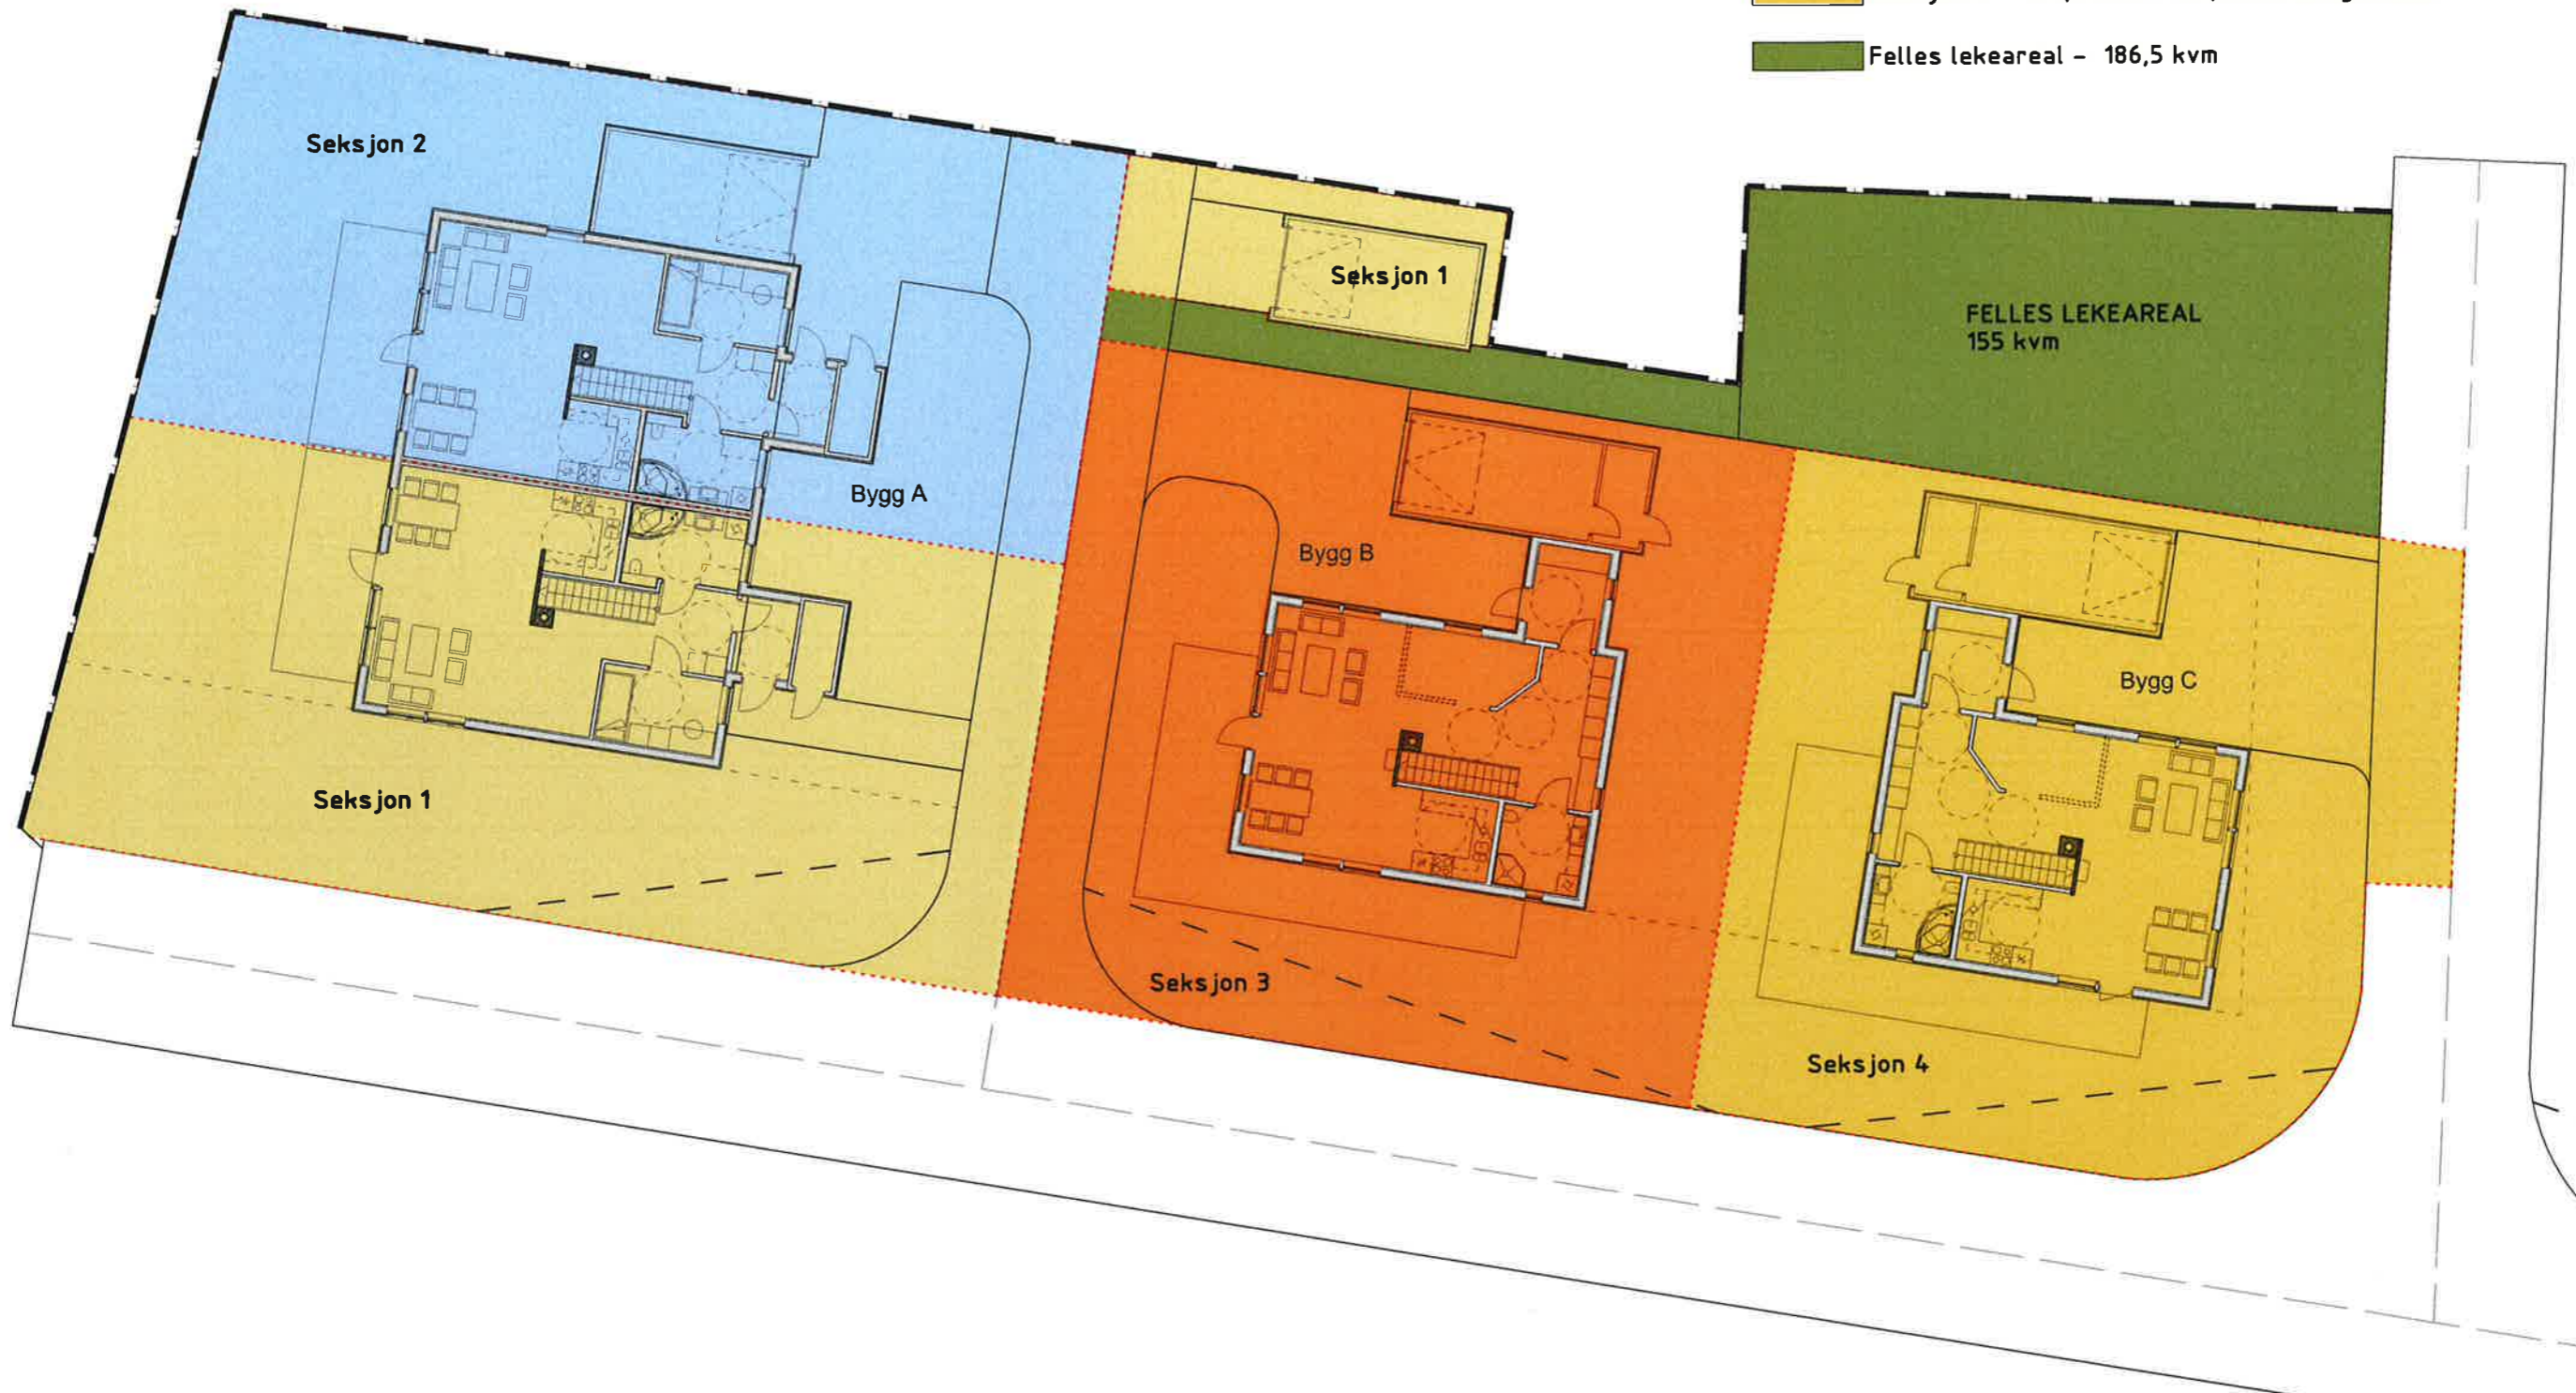 Felles lekeareal - 186,5 kvm
Seksjon 2
Seksjon 1
FELLES LEKEAREAL
155 kvm
Bygg A
Bygg B
Bygg C
Seksjon 1
Seksjon 3
Seksjon 4